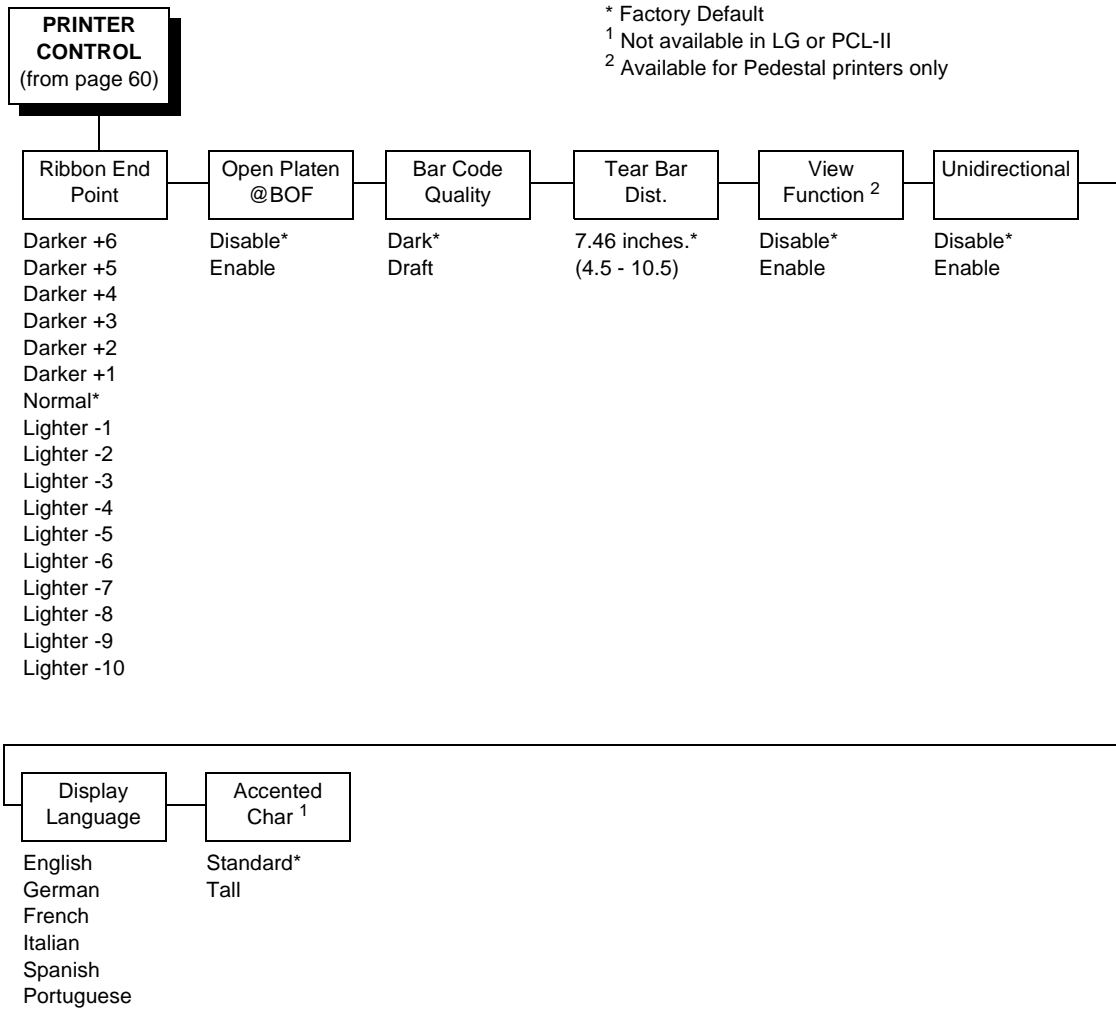 PRINTER
CONTROL
(from page 60)
* Factory Default
1 Not available in LG or PCL-II
2 Available for Pedestal printers only
Ribbon End
Point
Darker +6
Darker +5
Darker +4
Darker +3
Darker +2
Darker +1
Normal*
Lighter -1
Lighter -2
Lighter -3
Lighter -4
Lighter -5
Lighter -6
Lighter -7
Lighter -8
Lighter -9
Lighter -10
Open Platen
@BOF
Disable*
Enable
Bar Code
Quality
Dark*
Draft
Tear Bar
Dist.
7.46 inches.*
(4.5 - 10.5)
View
Function 2
Disable*
Enable
Unidirectional
Disable*
Enable
Display
Language
English
German
French
Italian
Spanish
Portuguese
Accented
Char 1
Standard*
Tall